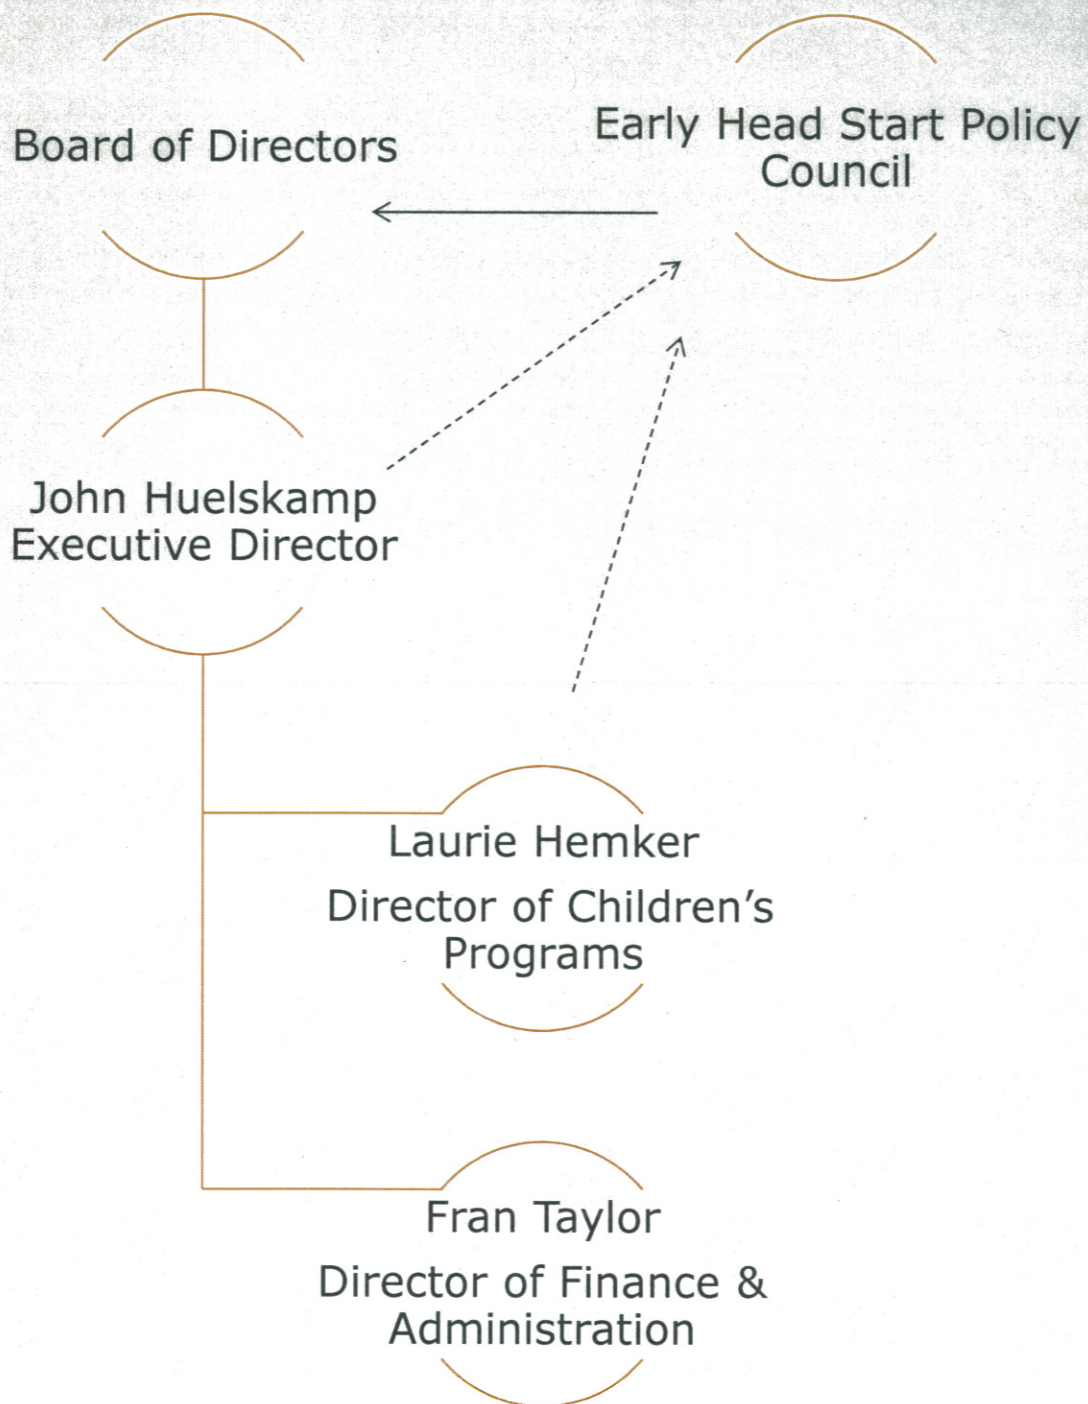 Board of Directors
Early Head Start Policy
Council
John Huelskamp
Executive Director
Laurie Hemker
Director of Children's
Programs
Fran Taylor
Director of Finance &
Administration